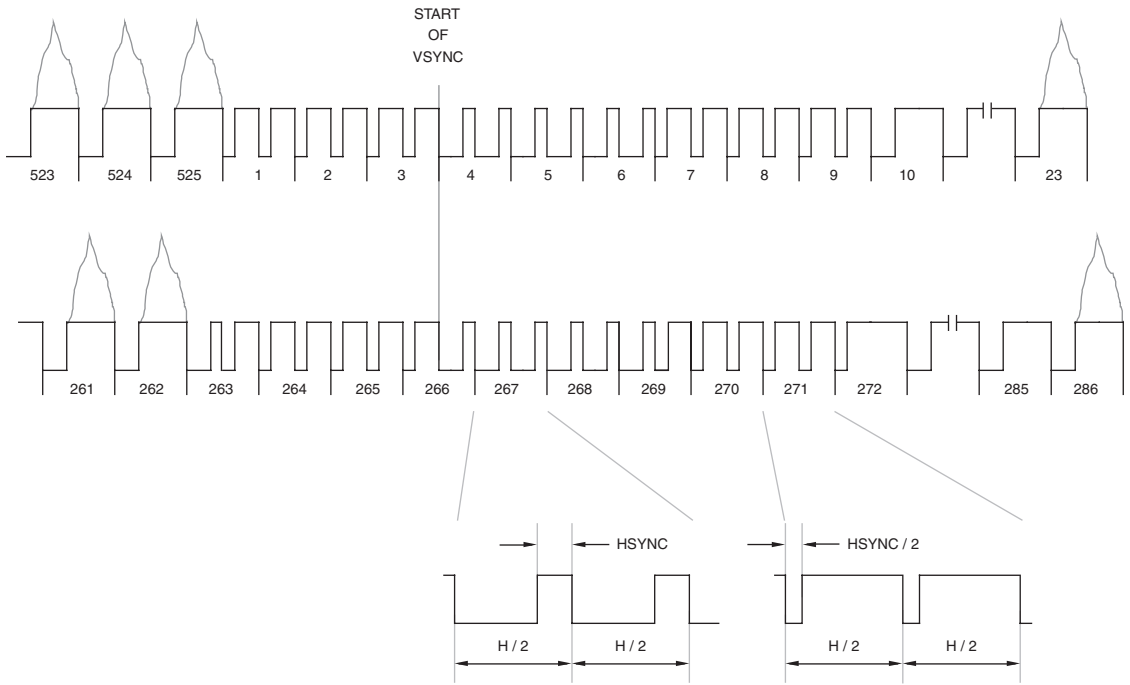 START
OF
VSYNC
523 524 525 1 2 3 4 5 6 7 8 9 10 23
261 262 263 264 265 266 267 268 269 270 271 272 285 286
HSYNC HSYNC / 2
H / 2 H / 2 H / 2 H / 2